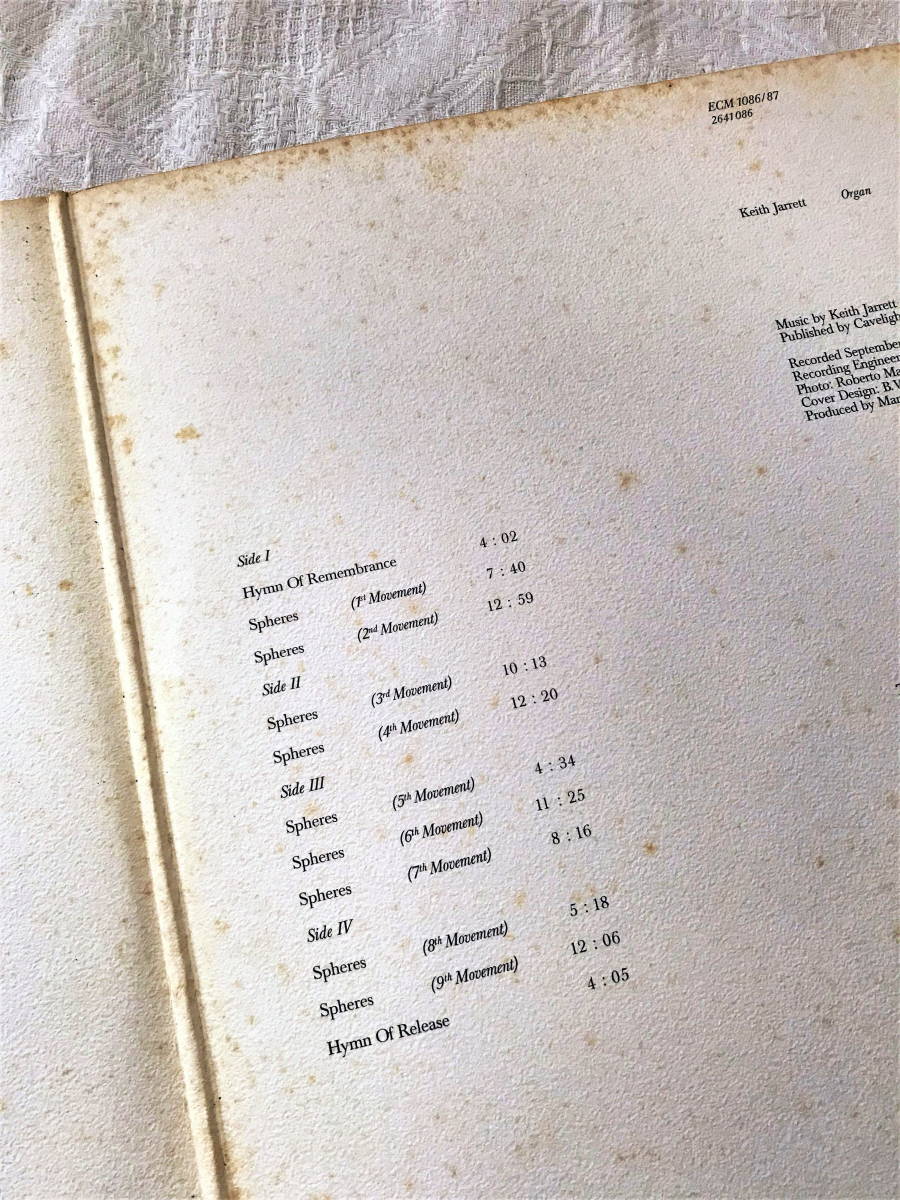 ECM 1086/87
2641 086
Keith Jarrett Organ
Music by Keith Jarrett
Published by
Recorded
Recording Engineer
Photo: Roberto
Cover Design:
Produced by
Side I
Hymn Of Remembrance 4 : 02
Spheres (1st Movement) 7 : 40
Spheres (2nd Movement) 12 : 59
Side II
Spheres (3rd Movement) 10 : 13
Spheres (4th Movement) 12 : 20
Side III
Spheres (5th Movement) 4 : 34
Spheres (6th Movement) 11 : 25
Spheres (7th Movement) 8 : 16
Side IV
Spheres (8th Movement) 5 : 18
Spheres (9th Movement) 12 : 06
Hymn Of Release 4 : 05